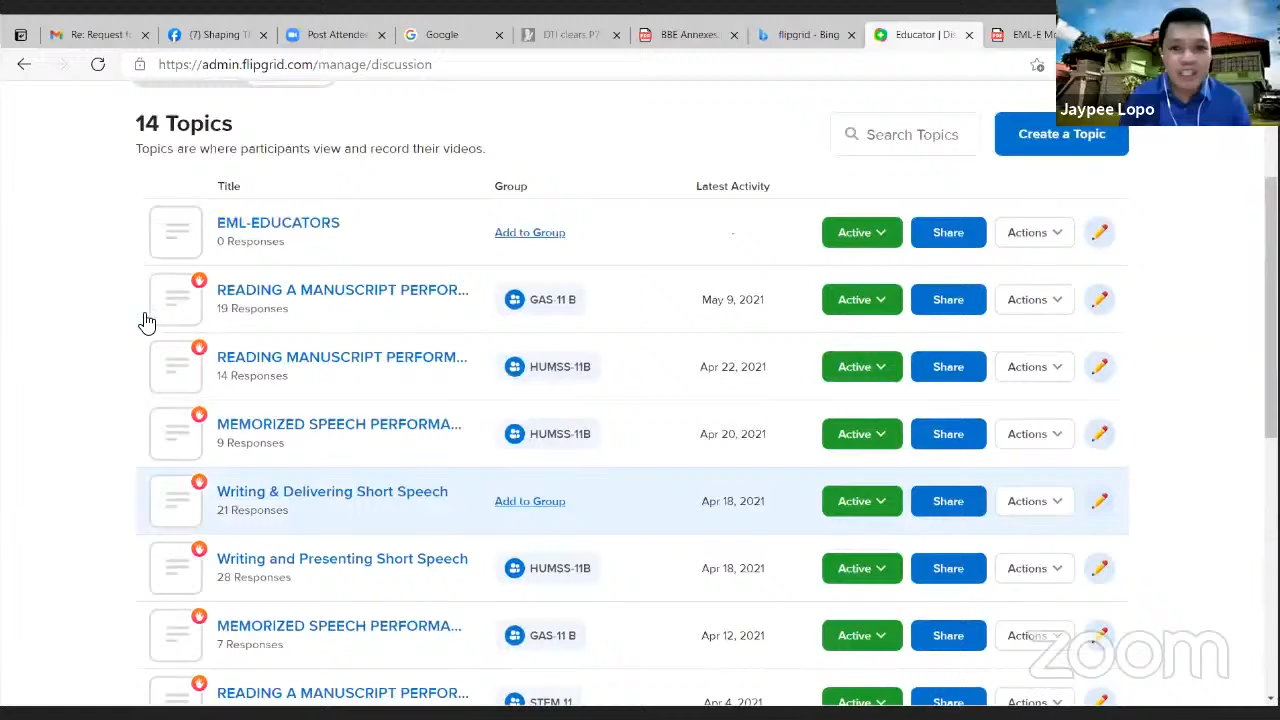 Re: Request f
(7) Shaping T
Post Attende
Google
DTI clears P7
BBE Annexes
flipgrid - Bing
Educator | Dis
EML-E M
https://admin.flipgrid.com/manage/discussion
Jaypee Lopo
14 Topics
Topics are where participants view and record their videos.
Search Topics
Create a Topic
Title Group Latest Activity
EML-EDUCATORS
0 Responses
Add to Group - Active Share Actions
READING A MANUSCRIPT PERFOR...
19 Responses
GAS-11 B May 9, 2021 Active Share Actions
READING MANUSCRIPT PERFORM...
14 Responses
HUMSS-11B Apr 22, 2021 Active Share Actions
MEMORIZED SPEECH PERFORMA...
9 Responses
HUMSS-11B Apr 20, 2021 Active Share Actions
Writing & Delivering Short Speech
21 Responses
Add to Group Apr 18, 2021 Active Share Actions
Writing and Presenting Short Speech
28 Responses
HUMSS-11B Apr 18, 2021 Active Share Actions
MEMORIZED SPEECH PERFORMA...
7 Responses
GAS-11 B Apr 12, 2021 Active Share Actions
READING A MANUSCRIPT PERFOR...
STEM 11 Apr 4, 2021 Active Share Actions
zoom